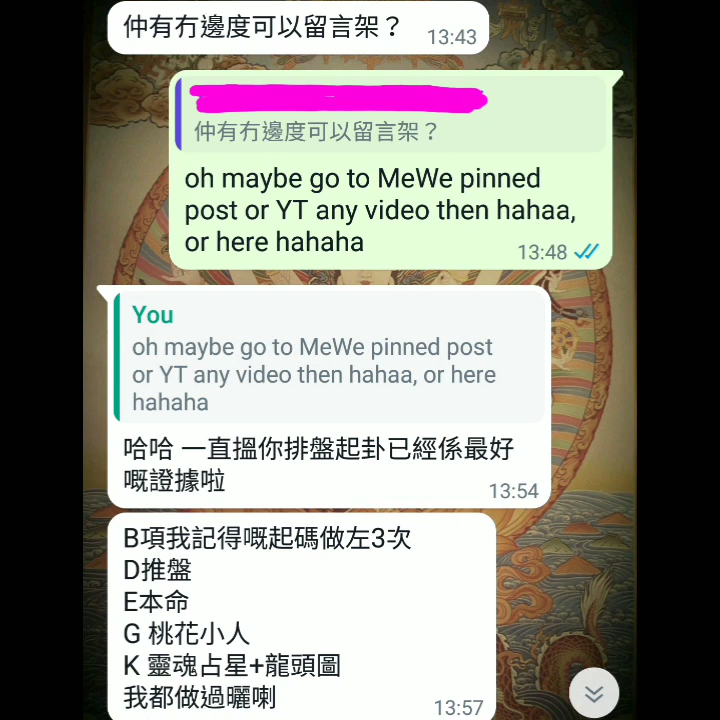 仲有冇邊度可以留言架？
13:43
仲有冇邊度可以留言架？
oh maybe go to MeWe pinned
post or YT any video then hahaa,
or here hahaha
13:48
You
oh maybe go to MeWe pinned post
or YT any video then hahaa, or here
hahaha
哈哈 一直搵你排盤起卦已經係最好
嘅證據啦
13:54
B項我記得嘅起碼做左3次
D推盤
E本命
G 桃花小人
K 靈魂占星+龍頭圖
我都做過曬喇
13:57